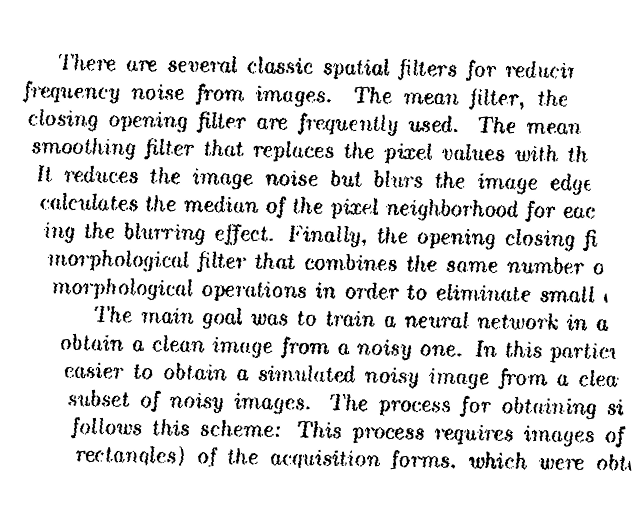 There are several classic spatial filters for reducin
frequency noise from images. The mean filter, the
closing opening filter are frequently used. The mean
smoothing filter that replaces the pixel values with th
It reduces the image noise but blurs the image edge
calculates the median of the pixel neighborhood for eac
ing the blurring effect. Finally, the opening closing fi
morphological filter that combines the same number o
morphological operations in order to eliminate small
The main goal was to train a neural network in a
obtain a clean image from a noisy one. In this partic
easier to obtain a simulated noisy image from a clea
subset of noisy images. The process for obtaining si
follows this scheme: This process requires images of
rectangles) of the acquisition forms, which were obt